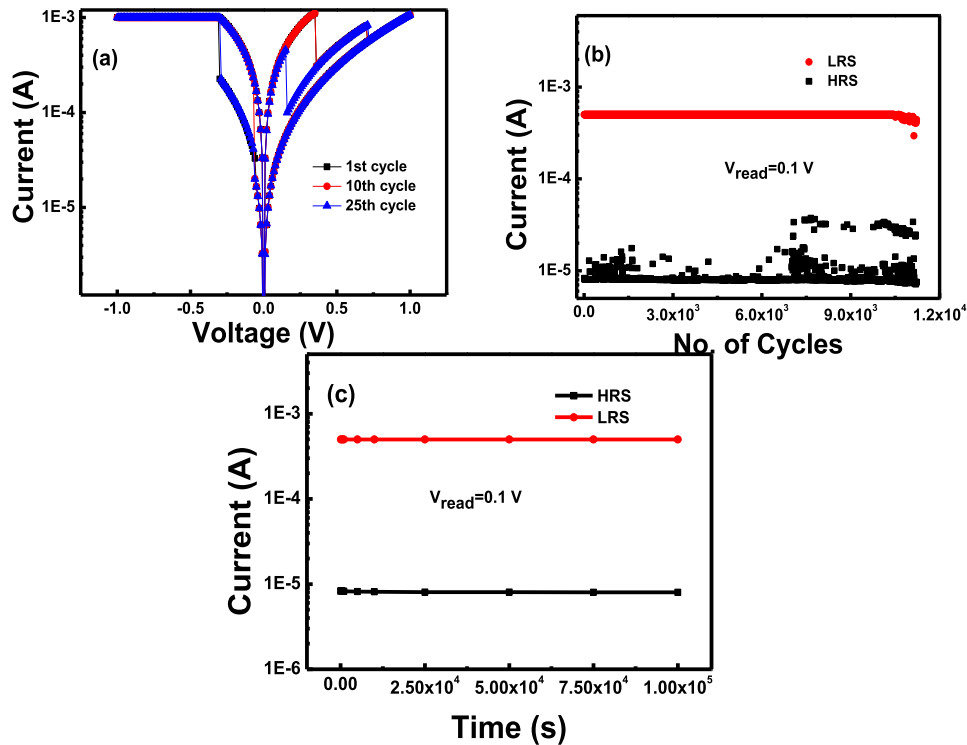 (a)
Current (A)
1E-3
1E-4
1E-5
1st cycle
10th cycle
25th cycle
-1.0 -0.5 0.0 0.5 1.0
Voltage (V)
(b)
Current (A)
1E-3
1E-4
1E-5
LRS
HRS
Vread=0.1 V
0.0 3.0x10³ 6.0x10³ 9.0x10³ 1.2x10⁴
No. of Cycles
(c)
Current (A)
1E-3
1E-4
1E-5
1E-6
HRS
LRS
Vread=0.1 V
0.00 2.50x10⁴ 5.00x10⁴ 7.50x10⁴ 1.00x10⁵
Time (s)